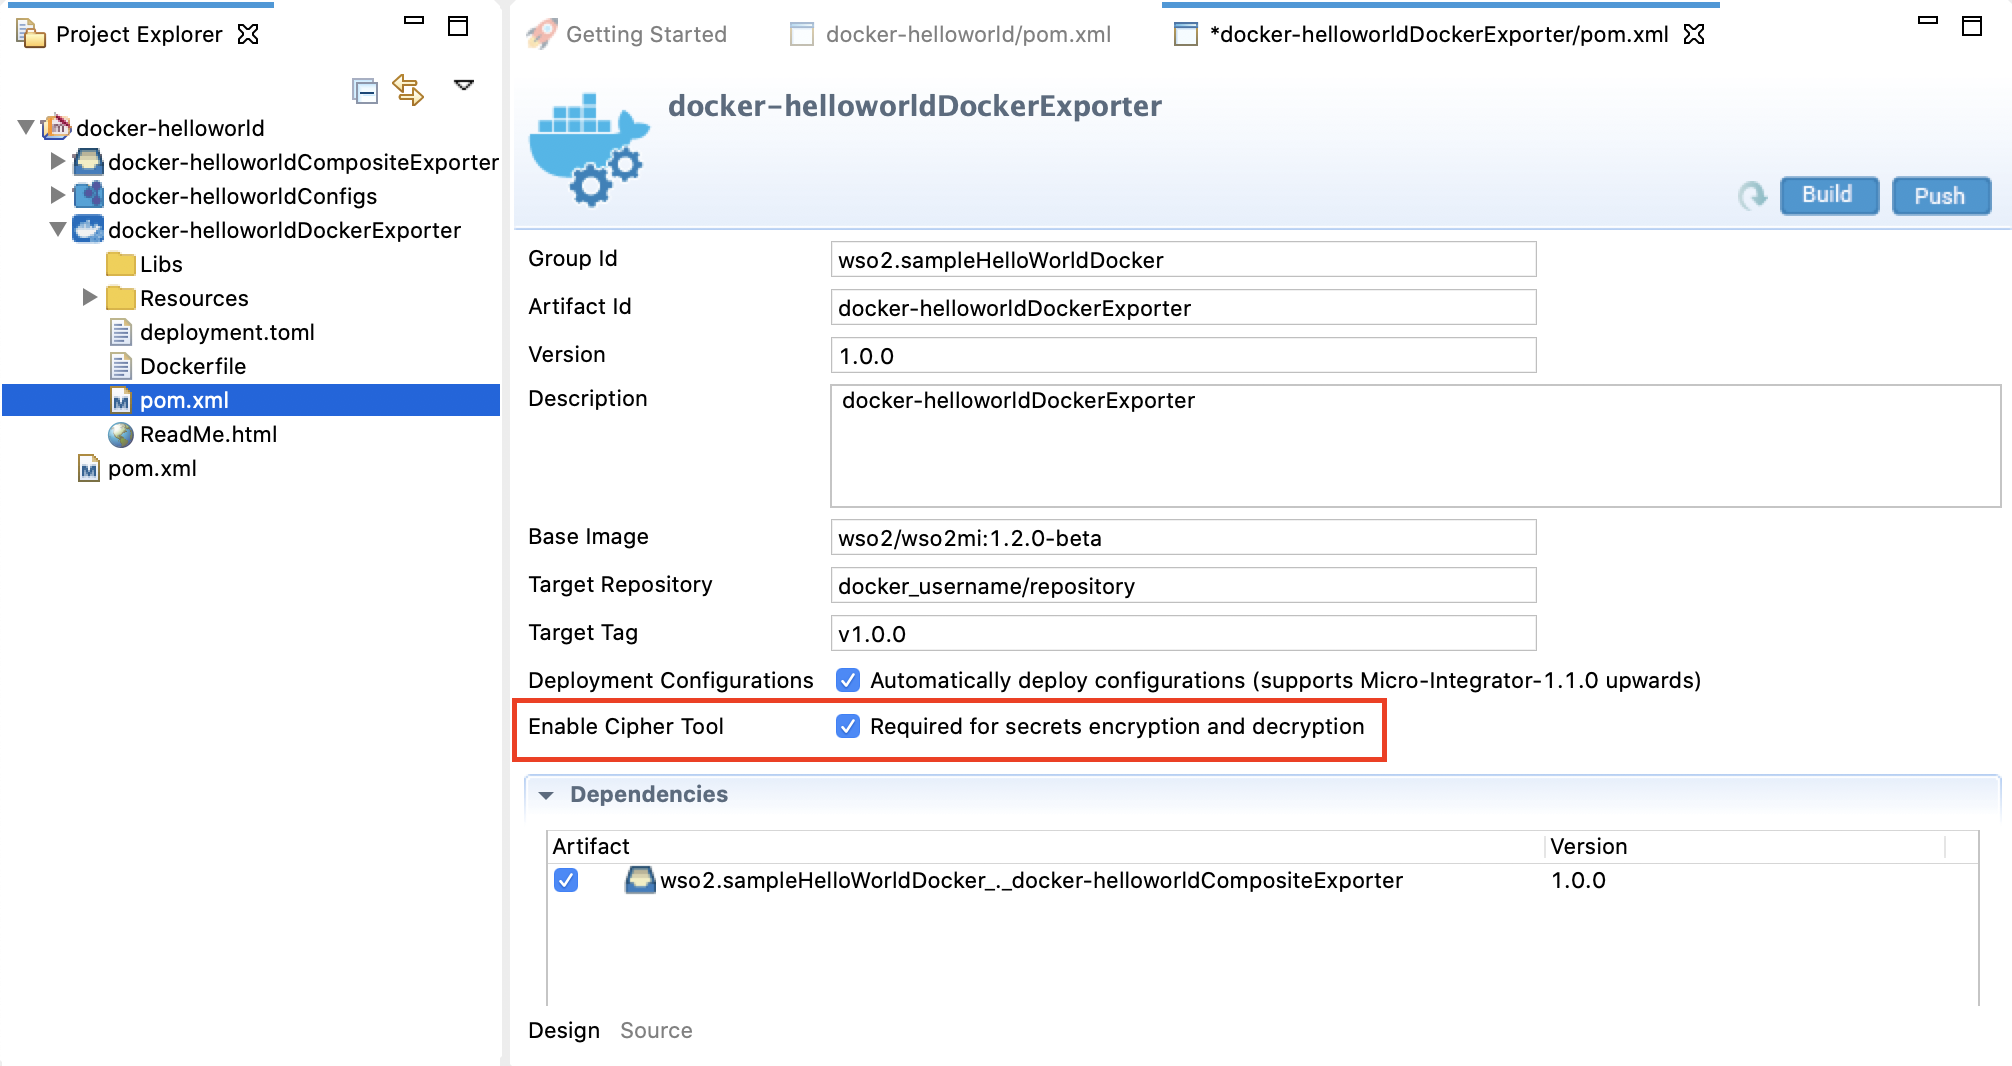 Project Explorer
docker-helloworld
docker-helloworldCompositeExporter
docker-helloworldConfigs
docker-helloworldDockerExporter
Libs
Resources
deployment.toml
Dockerfile
pom.xml
ReadMe.html
pom.xml
Getting Started
docker-helloworld/pom.xml
*docker-helloworldDockerExporter/pom.xml
docker-helloworldDockerExporter
Build
Push
Group Id
wso2.sampleHelloWorldDocker
Artifact Id
docker-helloworldDockerExporter
Version
1.0.0
Description
docker-helloworldDockerExporter
Base Image
wso2/wso2mi:1.2.0-beta
Target Repository
docker_username/repository
Target Tag
v1.0.0
Deployment Configurations
Automatically deploy configurations (supports Micro-Integrator-1.1.0 upwards)
Enable Cipher Tool
Required for secrets encryption and decryption
Dependencies
Artifact
Version
wso2.sampleHelloWorldDocker_._docker-helloworldCompositeExporter
1.0.0
Design
Source